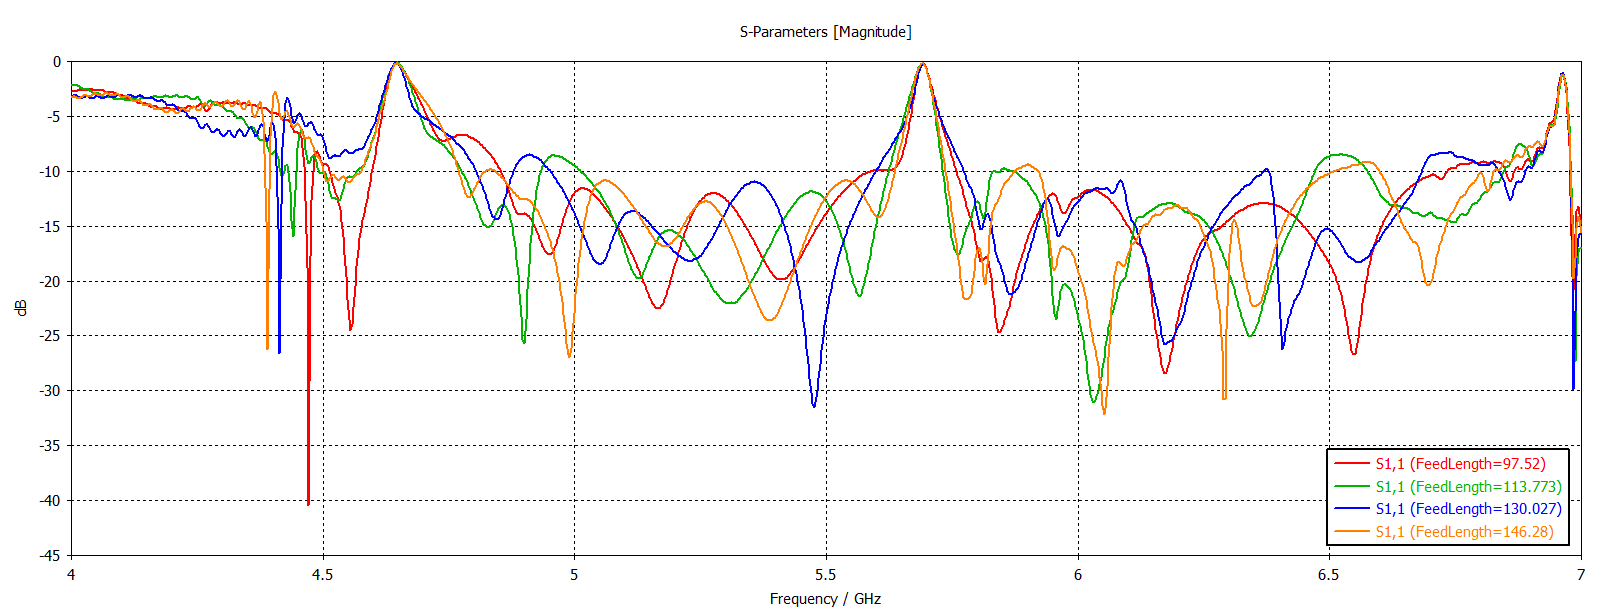 S-Parameters [Magnitude]
0
-5
-10
-15
-20
-25
-30
-35
-40
-45
dB
4
4.5
5
5.5
6
6.5
7
Frequency / GHz
S1,1 (FeedLength=97.52)
S1,1 (FeedLength=113.773)
S1,1 (FeedLength=130.027)
S1,1 (FeedLength=146.28)